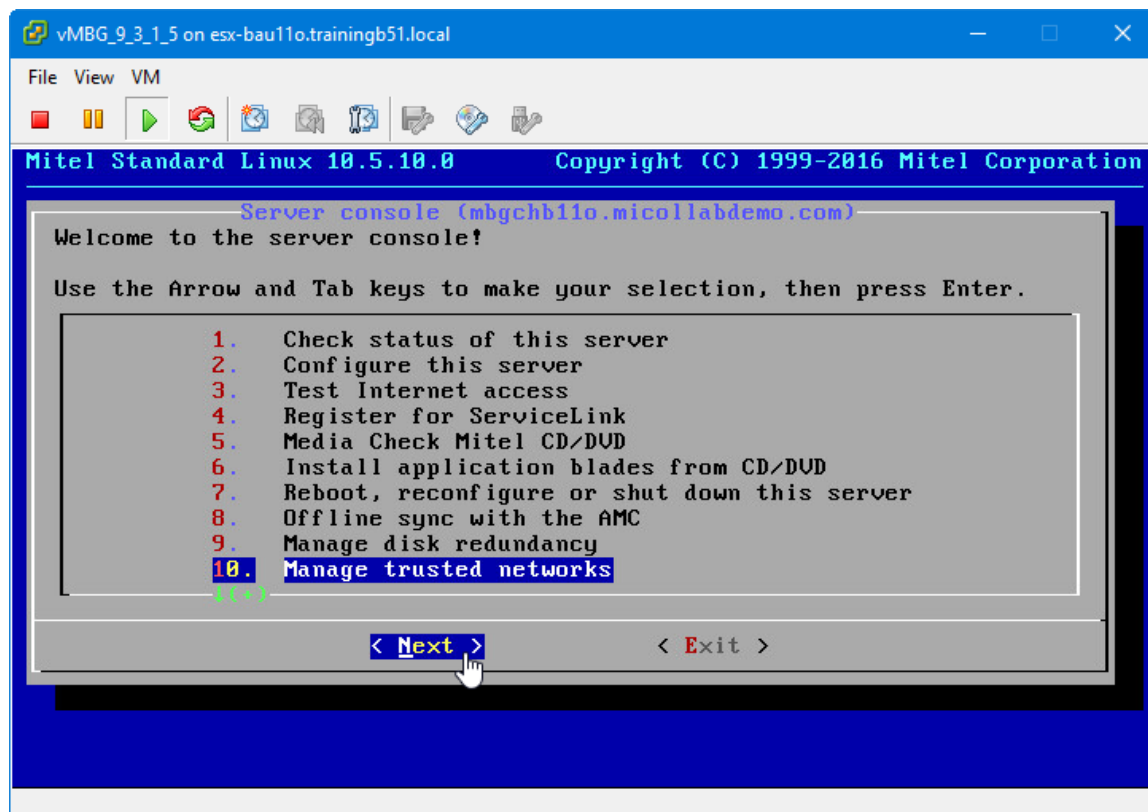 vMBG_9_3_1_5 on esx-bau11o.trainingb51.local
File View VM
Mitel Standard Linux 10.5.10.0 Copyright (C) 1999-2016 Mitel Corporation
Server console (mbgchb11o.micollabdemo.com)
Welcome to the server console!
Use the Arrow and Tab keys to make your selection, then press Enter.
1. Check status of this server
2. Configure this server
3. Test Internet access
4. Register for ServiceLink
5. Media Check Mitel CD/DVD
6. Install application blades from CD/DVD
7. Reboot, reconfigure or shut down this server
8. Offline sync with the AMC
9. Manage disk redundancy
10. Manage trusted networks
↓(+)
< Next > < Exit >